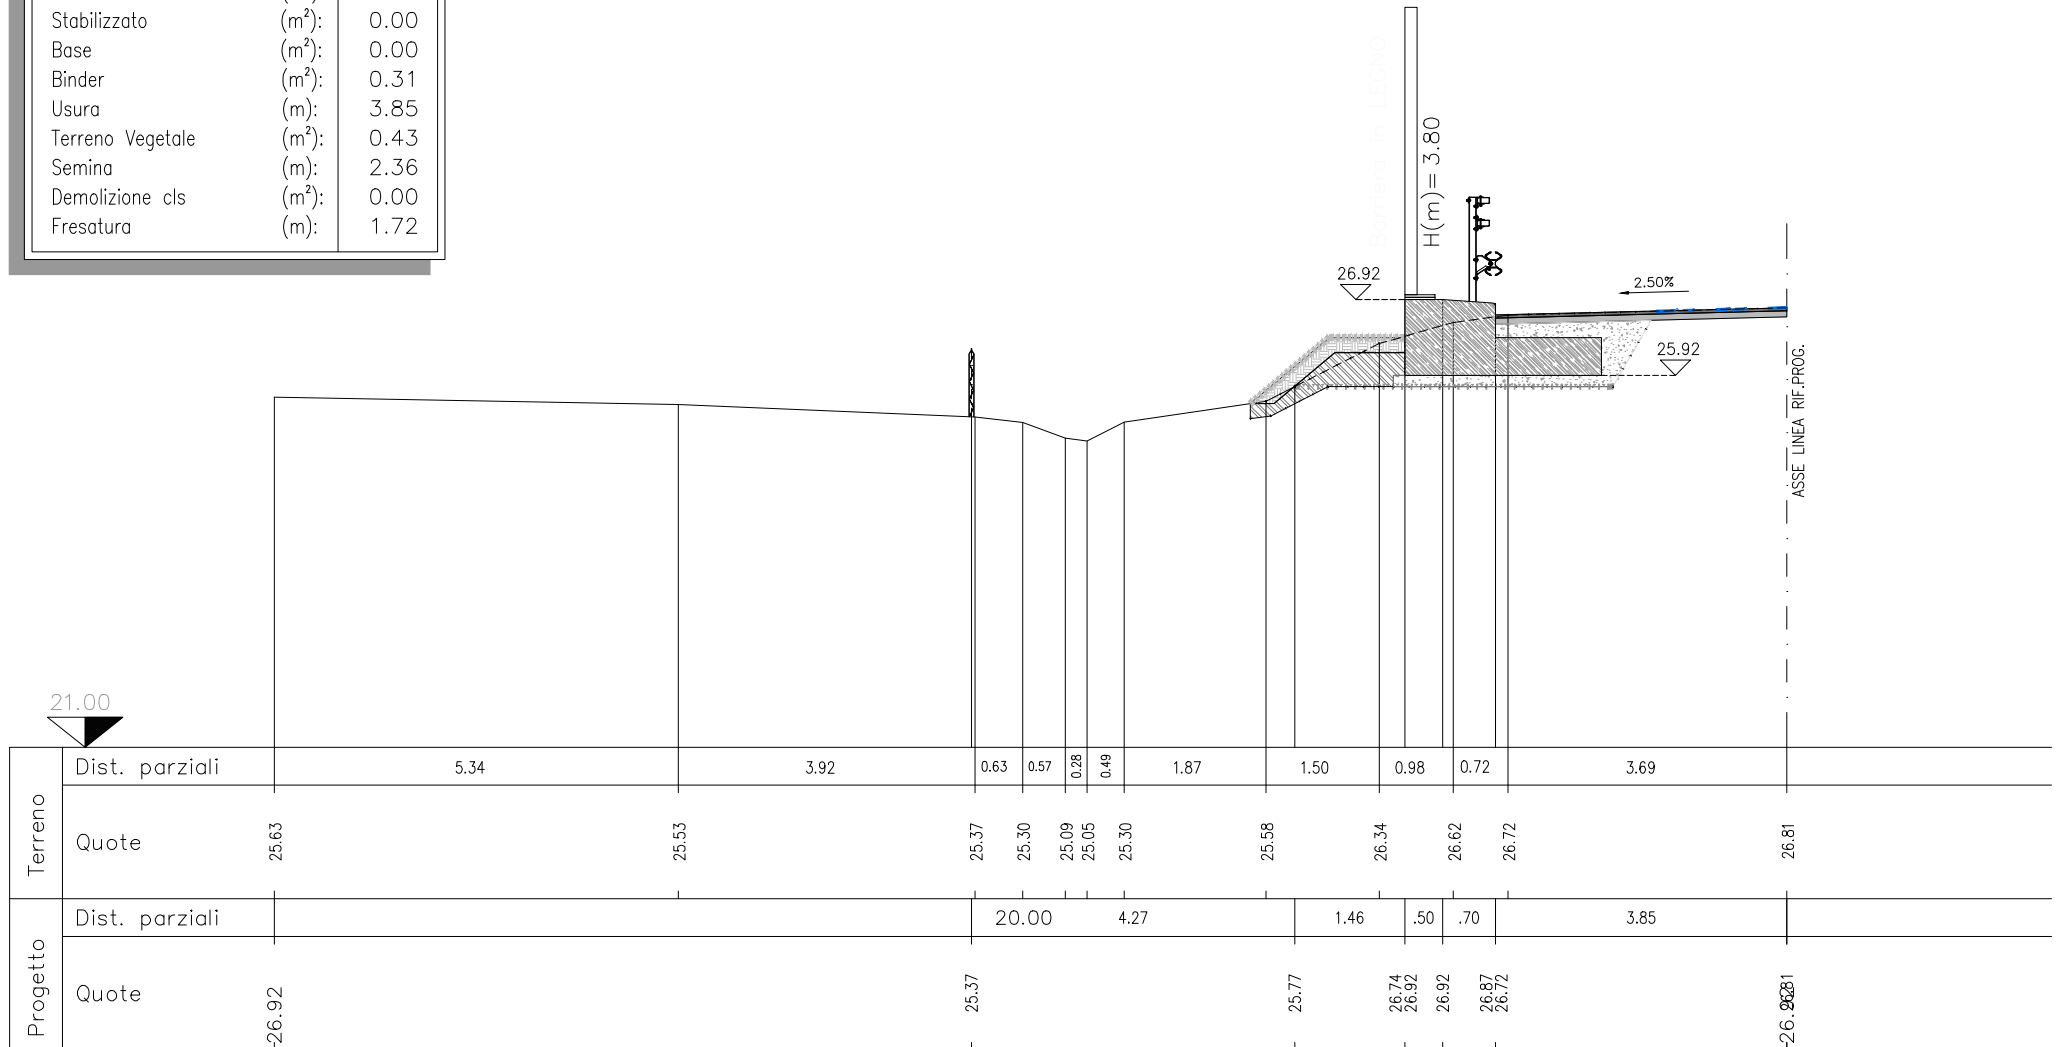 Stabilizzato (m²): 0.00
Base (m²): 0.00
Binder (m²): 0.31
Usura (m): 3.85
Terreno Vegetale (m²): 0.43
Semina (m): 2.36
Demolizione cls (m²): 0.00
Fresatura (m): 1.72
H(m)= 3.80
26.92
2.50%
25.92
ASSE LINEA RIF.PROG.
21.00
Terreno
Dist. parziali 5.34 3.92 0.63 0.57 0.28 0.49 1.87 1.50 0.98 0.72 3.69
Quote 25.63 25.53 25.37 25.30 25.09 25.05 25.30 25.58 26.34 26.62 26.72 26.81
Progetto
Dist. parziali 20.00 4.27 1.46 .50 .70 3.85
Quote 26.92 25.37 25.77 26.74 26.92 26.92 26.87 26.72